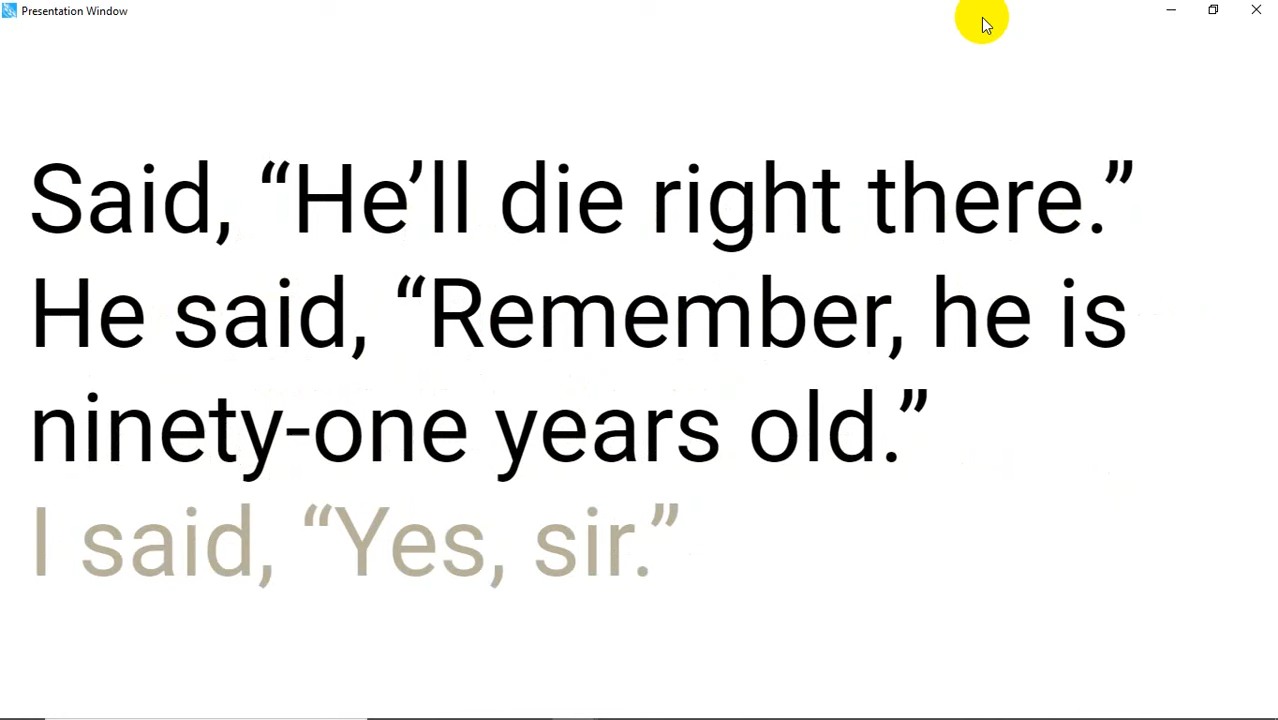 Presentation Window
Said, “He’ll die right there.”
He said, “Remember, he is
ninety-one years old.”
I said, “Yes, sir.”